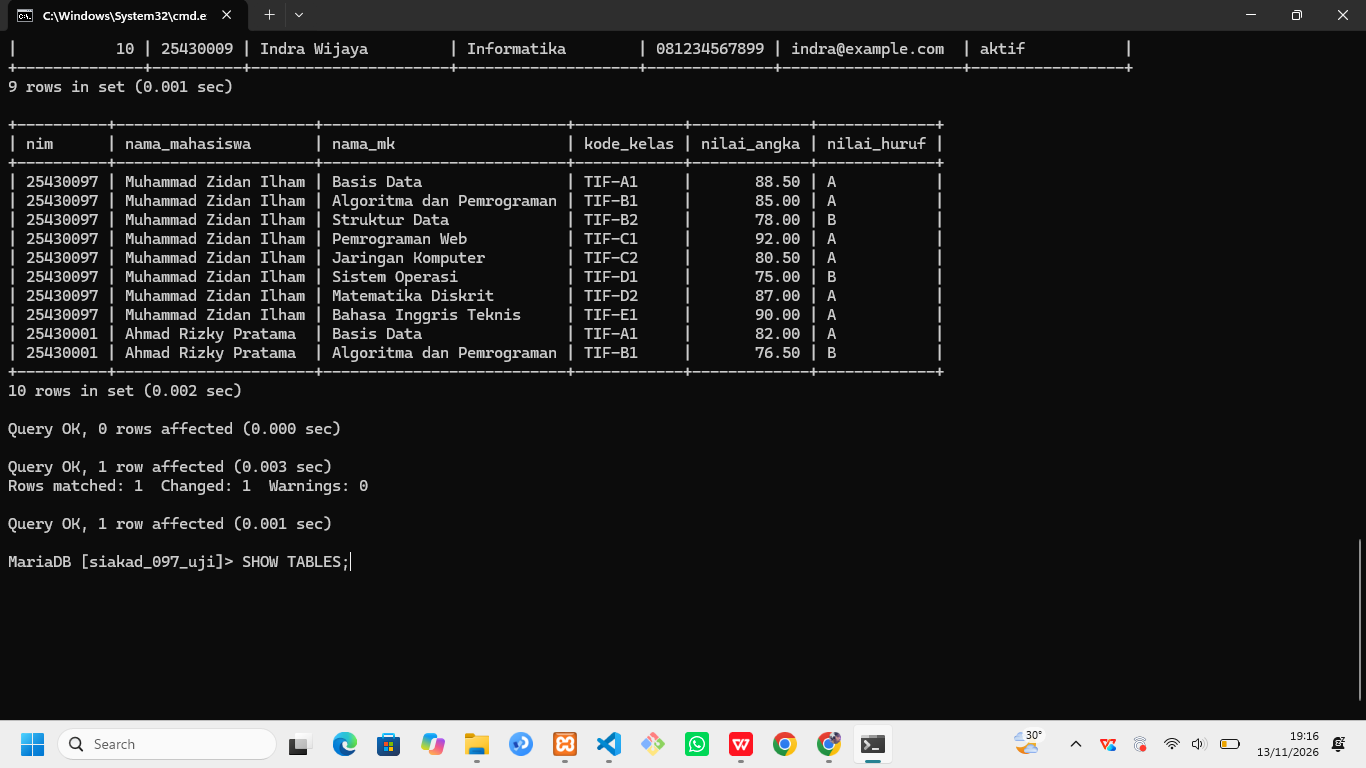 C:\Windows\System32\cmd.e
|          10 | 25430009 | Indra Wijaya         | Informatika        | 081234567899 | indra@example.com  | aktif           |
+-------------+----------+----------------------+--------------------+--------------+--------------------+-----------------+
9 rows in set (0.001 sec)
+----------+----------------------+---------------------------+------------+-------------+-------------+
| nim      | nama_mahasiswa       | nama_mk                   | kode_kelas | nilai_angka | nilai_huruf |
+----------+----------------------+---------------------------+------------+-------------+-------------+
| 25430097 | Muhammad Zidan Ilham | Basis Data                | TIF-A1     |       88.50 | A           |
| 25430097 | Muhammad Zidan Ilham | Algoritma dan Pemrograman | TIF-B1     |       85.00 | A           |
| 25430097 | Muhammad Zidan Ilham | Struktur Data             | TIF-B2     |       78.00 | B           |
| 25430097 | Muhammad Zidan Ilham | Pemrograman Web           | TIF-C1     |       92.00 | A           |
| 25430097 | Muhammad Zidan Ilham | Jaringan Komputer         | TIF-C2     |       80.50 | A           |
| 25430097 | Muhammad Zidan Ilham | Sistem Operasi            | TIF-D1     |       75.00 | B           |
| 25430097 | Muhammad Zidan Ilham | Matematika Diskrit        | TIF-D2     |       87.00 | A           |
| 25430097 | Muhammad Zidan Ilham | Bahasa Inggris Teknis     | TIF-E1     |       90.00 | A           |
| 25430001 | Ahmad Rizky Pratama  | Basis Data                | TIF-A1     |       82.00 | A           |
| 25430001 | Ahmad Rizky Pratama  | Algoritma dan Pemrograman | TIF-B1     |       76.50 | B           |
+----------+----------------------+---------------------------+------------+-------------+-------------+
10 rows in set (0.002 sec)
Query OK, 0 rows affected (0.000 sec)
Query OK, 1 row affected (0.003 sec)
Rows matched: 1  Changed: 1  Warnings: 0
Query OK, 1 row affected (0.001 sec)
MariaDB [siakad_097_uji]> SHOW TABLES;
Search
30°
19:16
13/11/2026